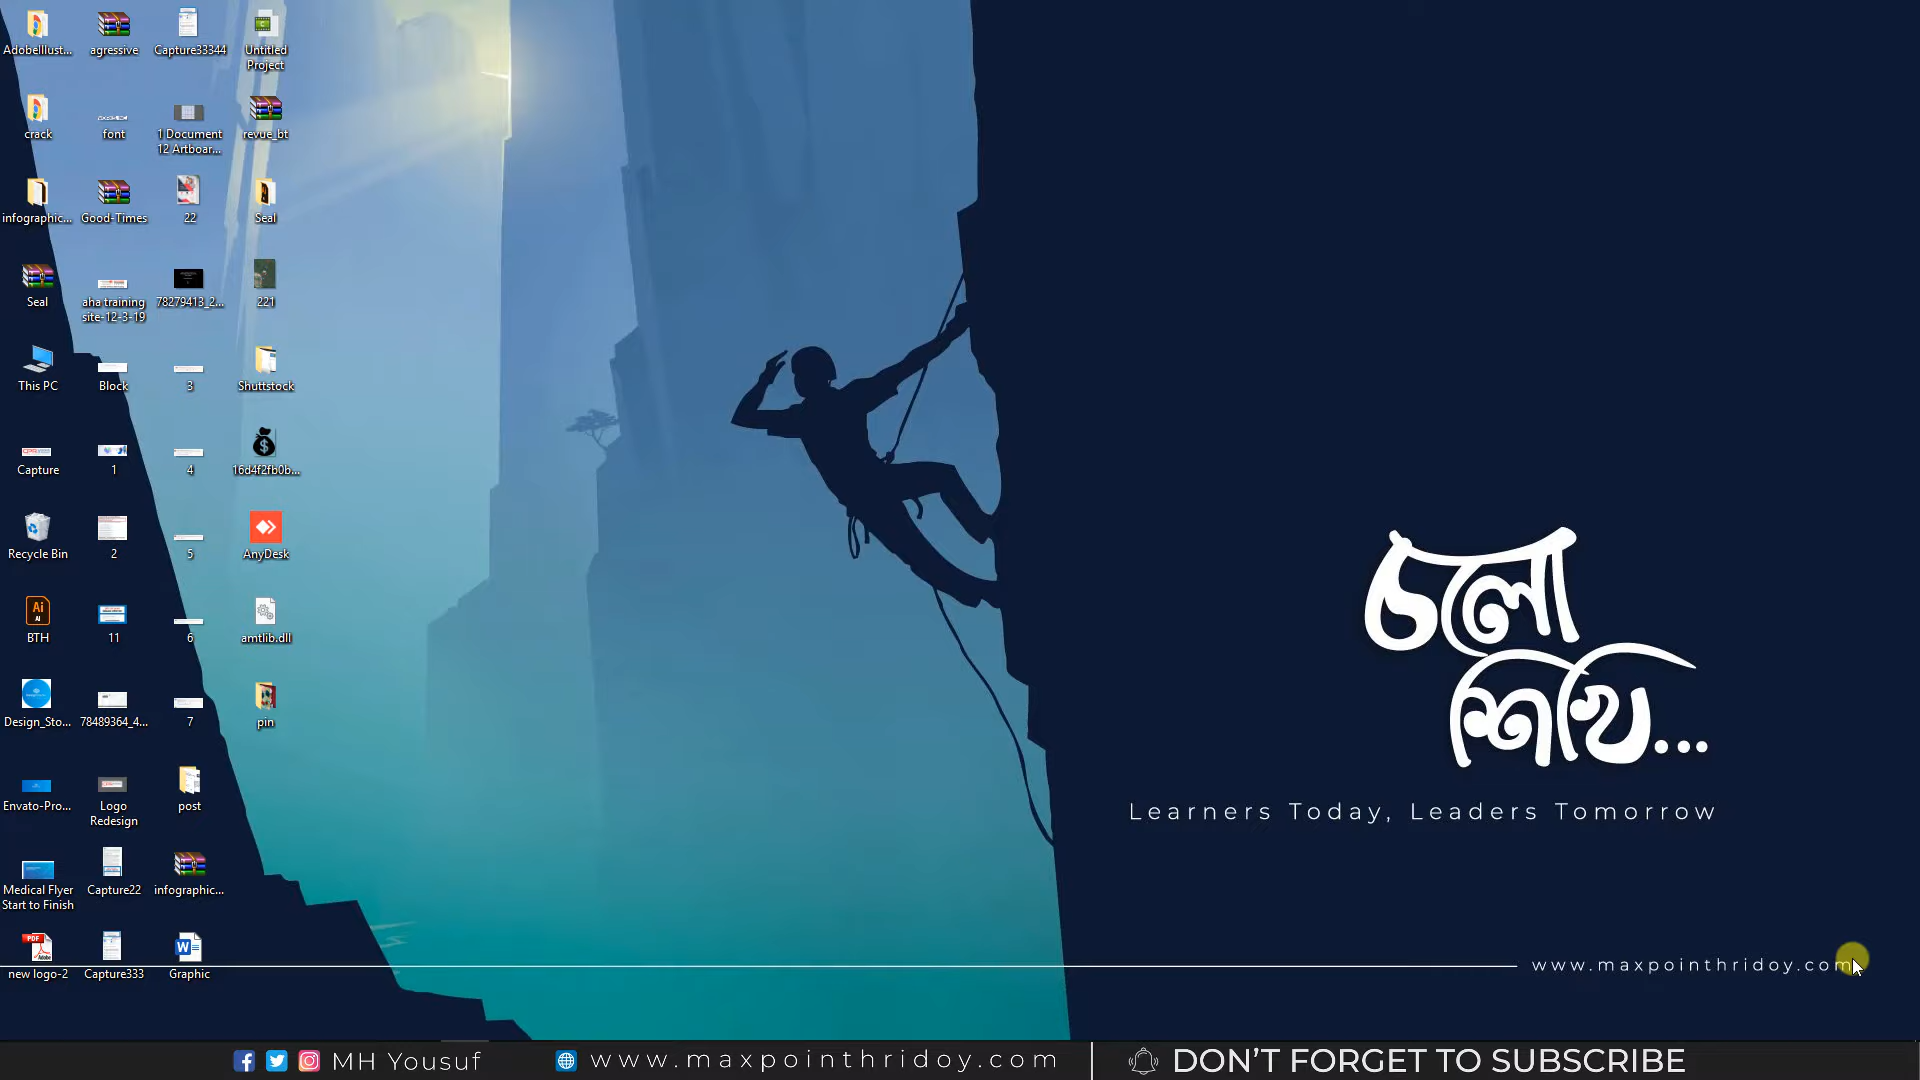 AdobeIllust...
agressive
Capture33344
Untitled
Project
crack
font
1 Document
12 Artboar...
revue_bt
infographic...
Good-Times
22
Seal
Seal
aha training
site-12-3-19
78279413_2...
221
This PC
Block
3
Shuttstock
Capture
1
4
16d4f2fb0b...
Recycle Bin
2
5
AnyDesk
Ai
AI
BTH
11
6
amtlib.dll
Design_Sto...
78489364_4...
7
pin
Envato-Pro...
Logo
Redesign
post
Medical Flyer
Start to Finish
Capture22
infographic...
new logo-2
Capture333
Graphic
চলো
শিখি...
Learners Today, Leaders Tomorrow
www.maxpointhridoy.com
MH Yousuf
www.maxpointhridoy.com
DON'T FORGET TO SUBSCRIBE